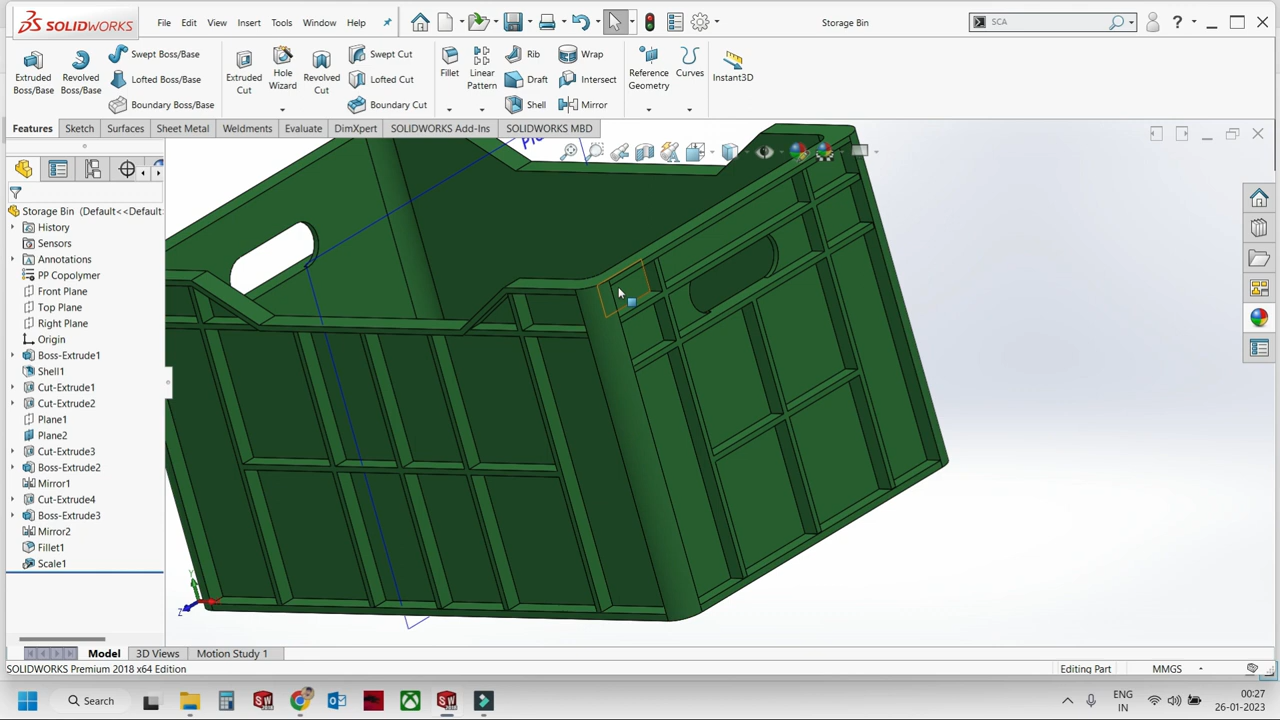 SOLIDWORKS
File Edit View Insert Tools Window Help
Storage Bin
SCA
Extruded Boss/Base
Revolved Boss/Base
Swept Boss/Base
Lofted Boss/Base
Boundary Boss/Base
Extruded Cut
Hole Wizard
Revolved Cut
Swept Cut
Lofted Cut
Boundary Cut
Fillet
Linear Pattern
Rib
Draft
Shell
Wrap
Intersect
Mirror
Reference Geometry
Curves
Instant3D
Features Sketch Surfaces Sheet Metal Weldments Evaluate DimXpert SOLIDWORKS Add-Ins SOLIDWORKS MBD
Storage Bin (Default<<Default
History
Sensors
Annotations
PP Copolymer
Front Plane
Top Plane
Right Plane
Origin
Boss-Extrude1
Shell1
Cut-Extrude1
Cut-Extrude2
Plane1
Plane2
Cut-Extrude3
Boss-Extrude2
Mirror1
Cut-Extrude4
Boss-Extrude3
Mirror2
Fillet1
Scale1
Y
Z
Model 3D Views Motion Study 1
SOLIDWORKS Premium 2018 x64 Edition
Editing Part
MMGS
Search
ENG
IN
00:27
26-01-2023